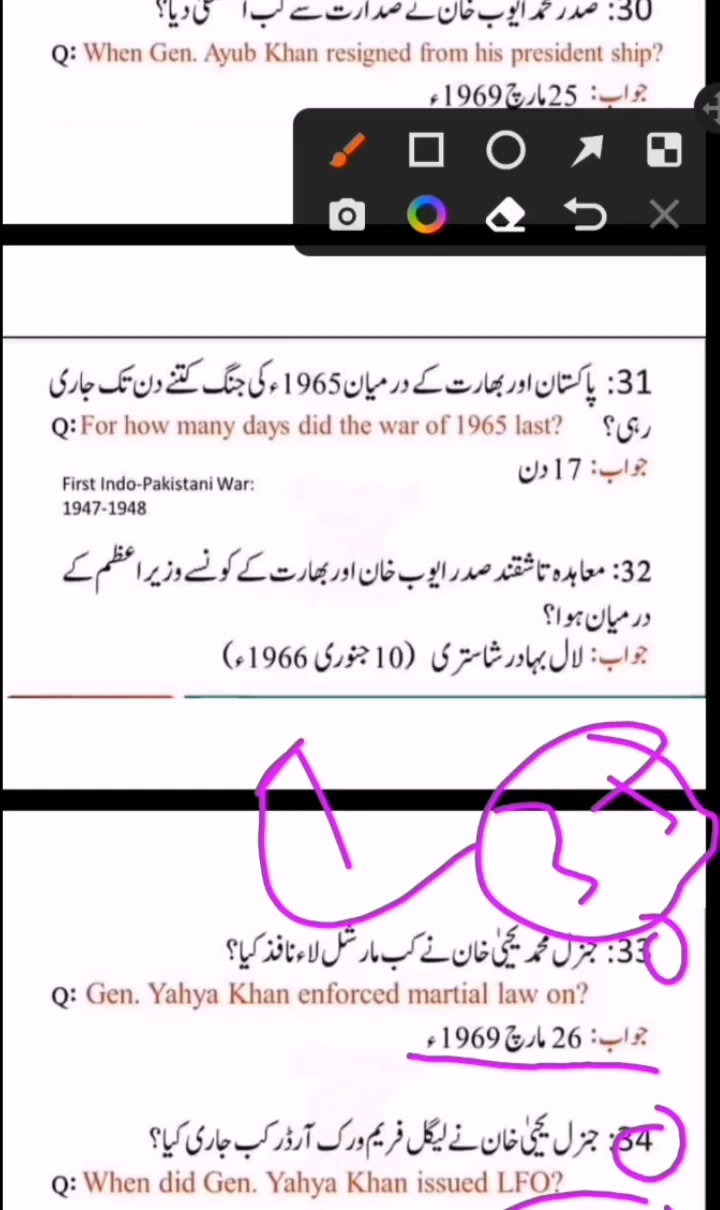 30: صدر محمد ایوب خان نے صدارت سے کب استعفیٰ دیا؟
Q: When Gen. Ayub Khan resigned from his president ship?
جواب: 25 مارچ 1969ء
31: پاکستان اور بھارت کے درمیان 1965ء کی جنگ کتنے دن تک جاری
رہی؟ Q: For how many days did the war of 1965 last?
جواب: 17 دن
First Indo-Pakistani War:
1947-1948
32: معاہدہ تاشقند صدر ایوب خان اور بھارت کے کونسے وزیراعظم کے
درمیان ہوا؟
جواب: لال بہادر شاستری (10 جنوری 1966ء)
33: جنرل محمد یحییٰ خان نے کب مارشل لاء نافذ کیا؟
Q: Gen. Yahya Khan enforced martial law on?
جواب: 26 مارچ 1969ء
34: جنرل یحییٰ خان نے لیگل فریم ورک آرڈر کب جاری کیا؟
Q: When did Gen. Yahya Khan issued LFO?